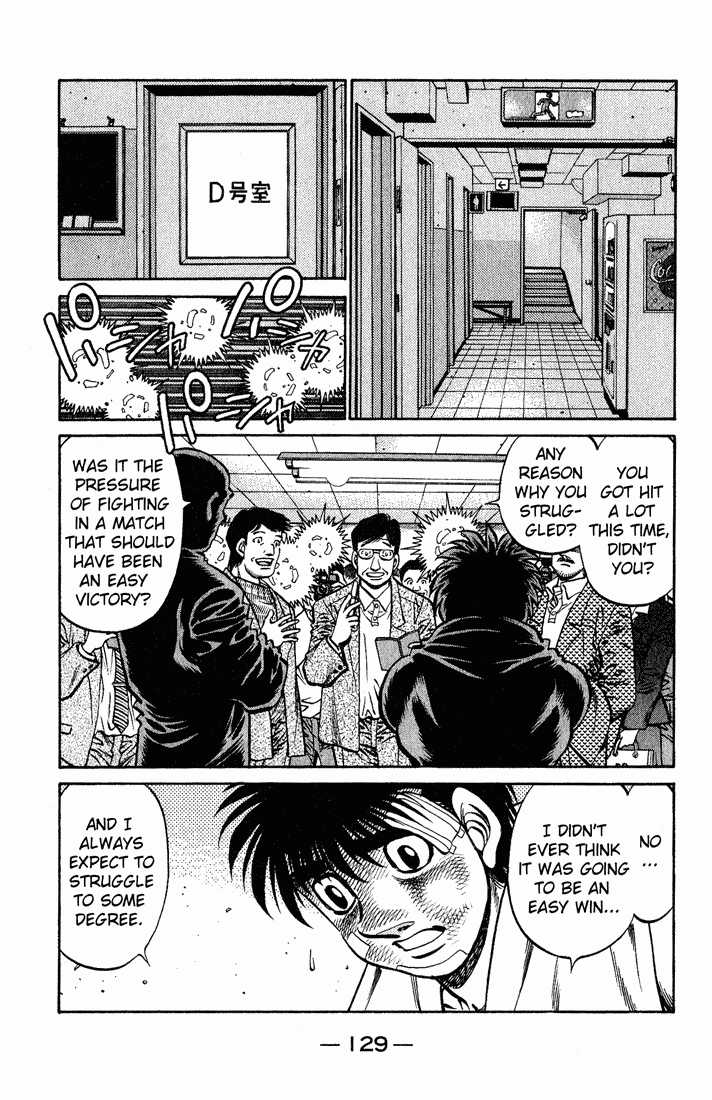 D号室
Coc
パシャ
パシャ
パシャ
YOU
GOT HIT
A LOT
THIS TIME,
DIDN'T
YOU?
ANY
REASON
WHY YOU
STRUG-
GLED?
WAS IT THE
PRESSURE
OF FIGHTING
IN A MATCH
THAT SHOULD
HAVE BEEN
AN EASY
VICTORY?
NO
...
I DIDN'T
EVER THINK
IT WAS GOING
TO BE AN
EASY WIN...
AND I
ALWAYS
EXPECT TO
STRUGGLE
TO SOME
DEGREE.
— 129 —